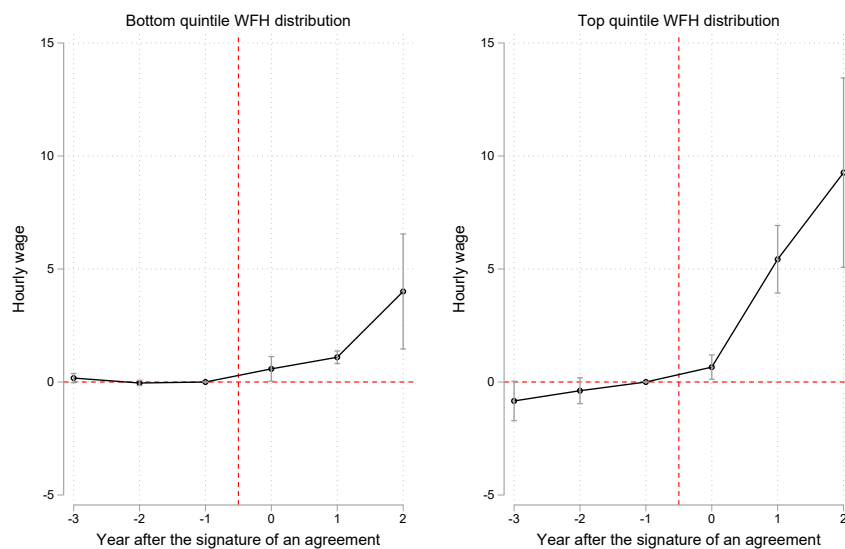 Bottom quintile WFH distribution
15
10
5
0
-5
Hourly wage
-3 -2 -1 0 1 2
Year after the signature of an agreement
Top quintile WFH distribution
15
10
5
0
-5
Hourly wage
-3 -2 -1 0 1 2
Year after the signature of an agreement